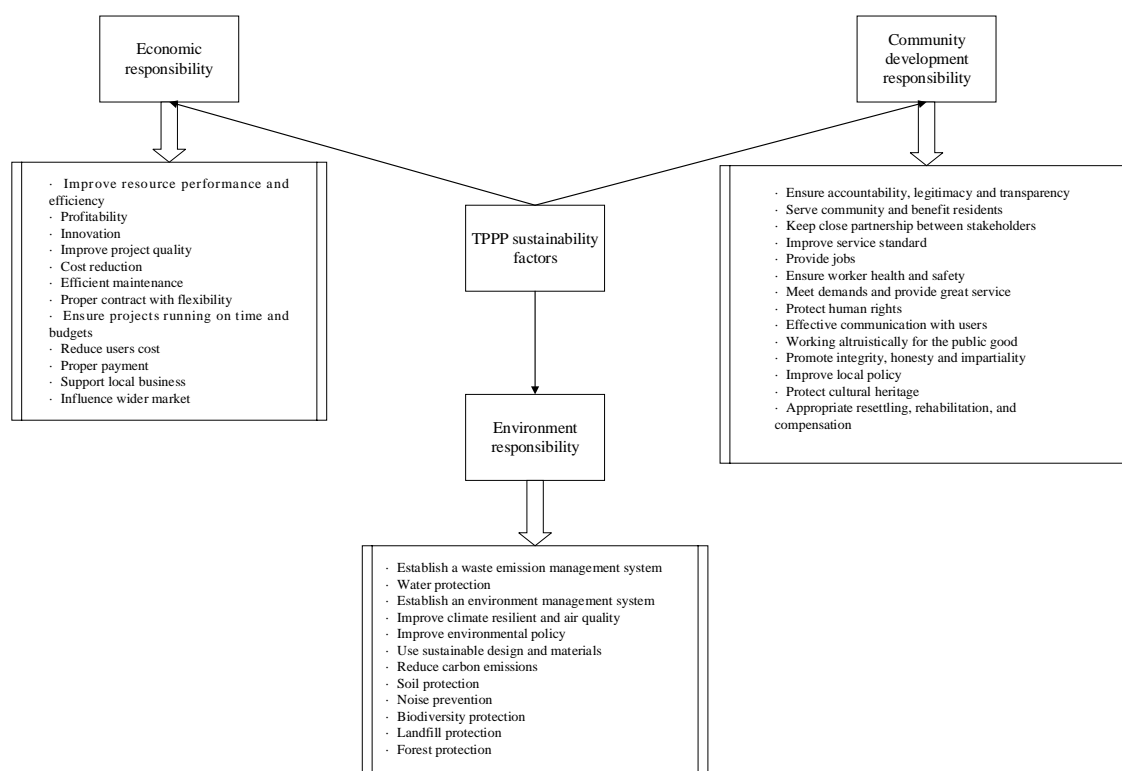 Economic
responsibility
Community
development
responsibility
· Improve resource performance and
efficiency
· Profitability
· Innovation
· Improve project quality
· Cost reduction
· Efficient maintenance
· Proper contract with flexibility
· Ensure projects running on time and
budgets
· Reduce users cost
· Proper payment
· Support local business
· Influence wider market
TPPP sustainability
factors
· Ensure accountability, legitimacy and transparency
· Serve community and benefit residents
· Keep close partnership between stakeholders
· Improve service standard
· Provide jobs
· Ensure worker health and safety
· Meet demands and provide great service
· Protect human rights
· Effective communication with users
· Working altruistically for the public good
· Promote integrity, honesty and impartiality
· Improve local policy
· Protect cultural heritage
· Appropriate resettling, rehabilitation, and
compensation
Environment
responsibility
· Establish a waste emission management system
· Water protection
· Establish an environment management system
· Improve climate resilient and air quality
· Improve environmental policy
· Use sustainable design and materials
· Reduce carbon emissions
· Soil protection
· Noise prevention
· Biodiversity protection
· Landfill protection
· Forest protection